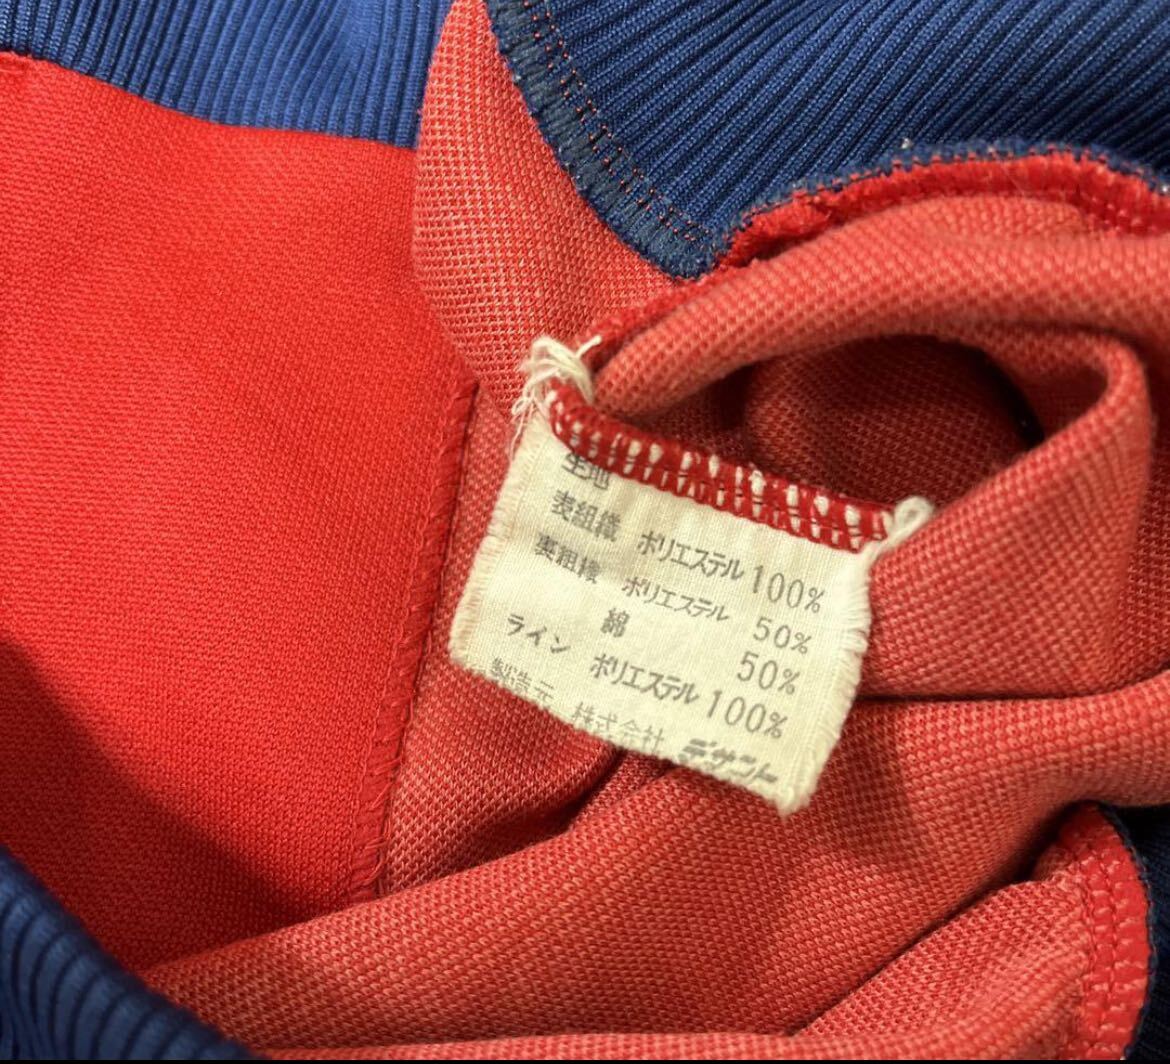 生地
表組織 ポリエステル 100%
裏組織 ポリエステル 50%
綿 50%
ライン ポリエステル 100%
製造元 株式会社 デサント